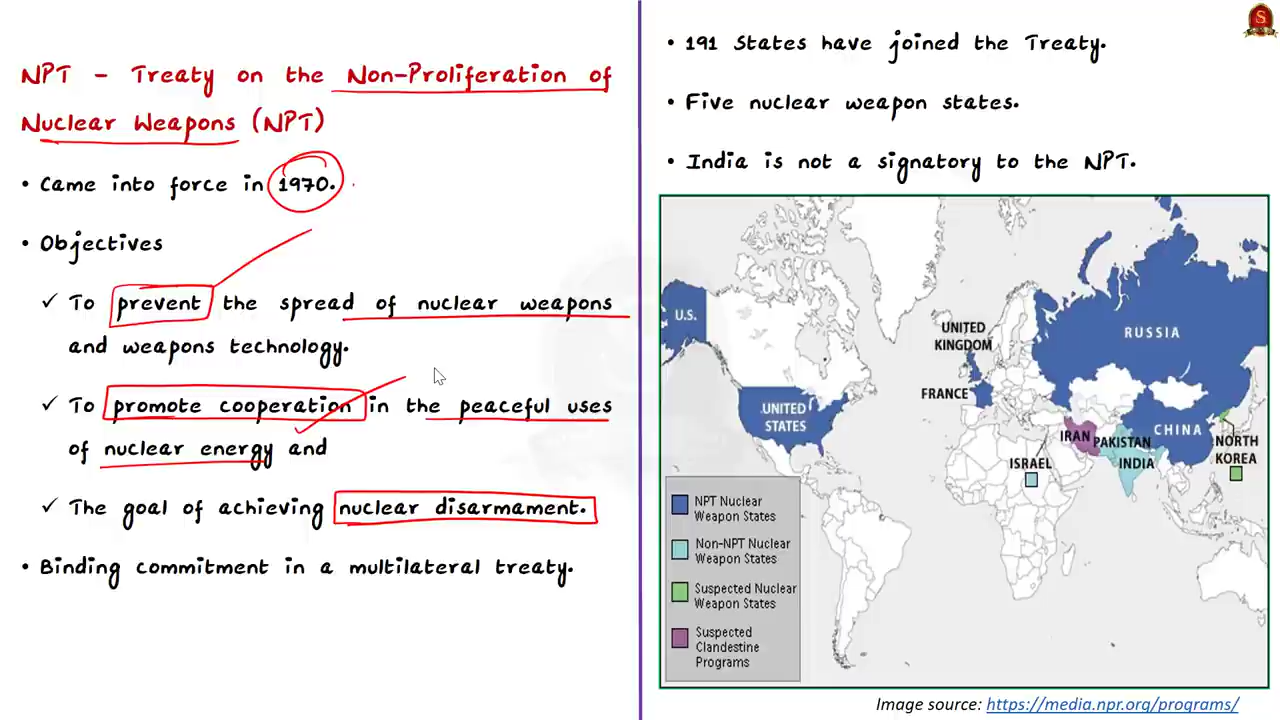 NPT - Treaty on the Non-Proliferation of
Nuclear Weapons (NPT)
• Came into force in 1970.
• Objectives
✓ To prevent the spread of nuclear weapons
and weapons technology.
✓ To promote cooperation in the peaceful uses
of nuclear energy and
✓ The goal of achieving nuclear disarmament.
• Binding commitment in a multilateral treaty.
• 191 States have joined the Treaty.
• Five nuclear weapon states.
• India is not a signatory to the NPT.
U.S.
UNITED
KINGDOM
RUSSIA
FRANCE
UNITED
STATES
CHINA
IRAN
PAKISTAN
NORTH
KOREA
ISRAEL
INDIA
NPT Nuclear
Weapon States
Non-NPT Nuclear
Weapon States
Suspected Nuclear
Weapon States
Suspected
Clandestine
Programs
Image source: https://media.npr.org/programs/